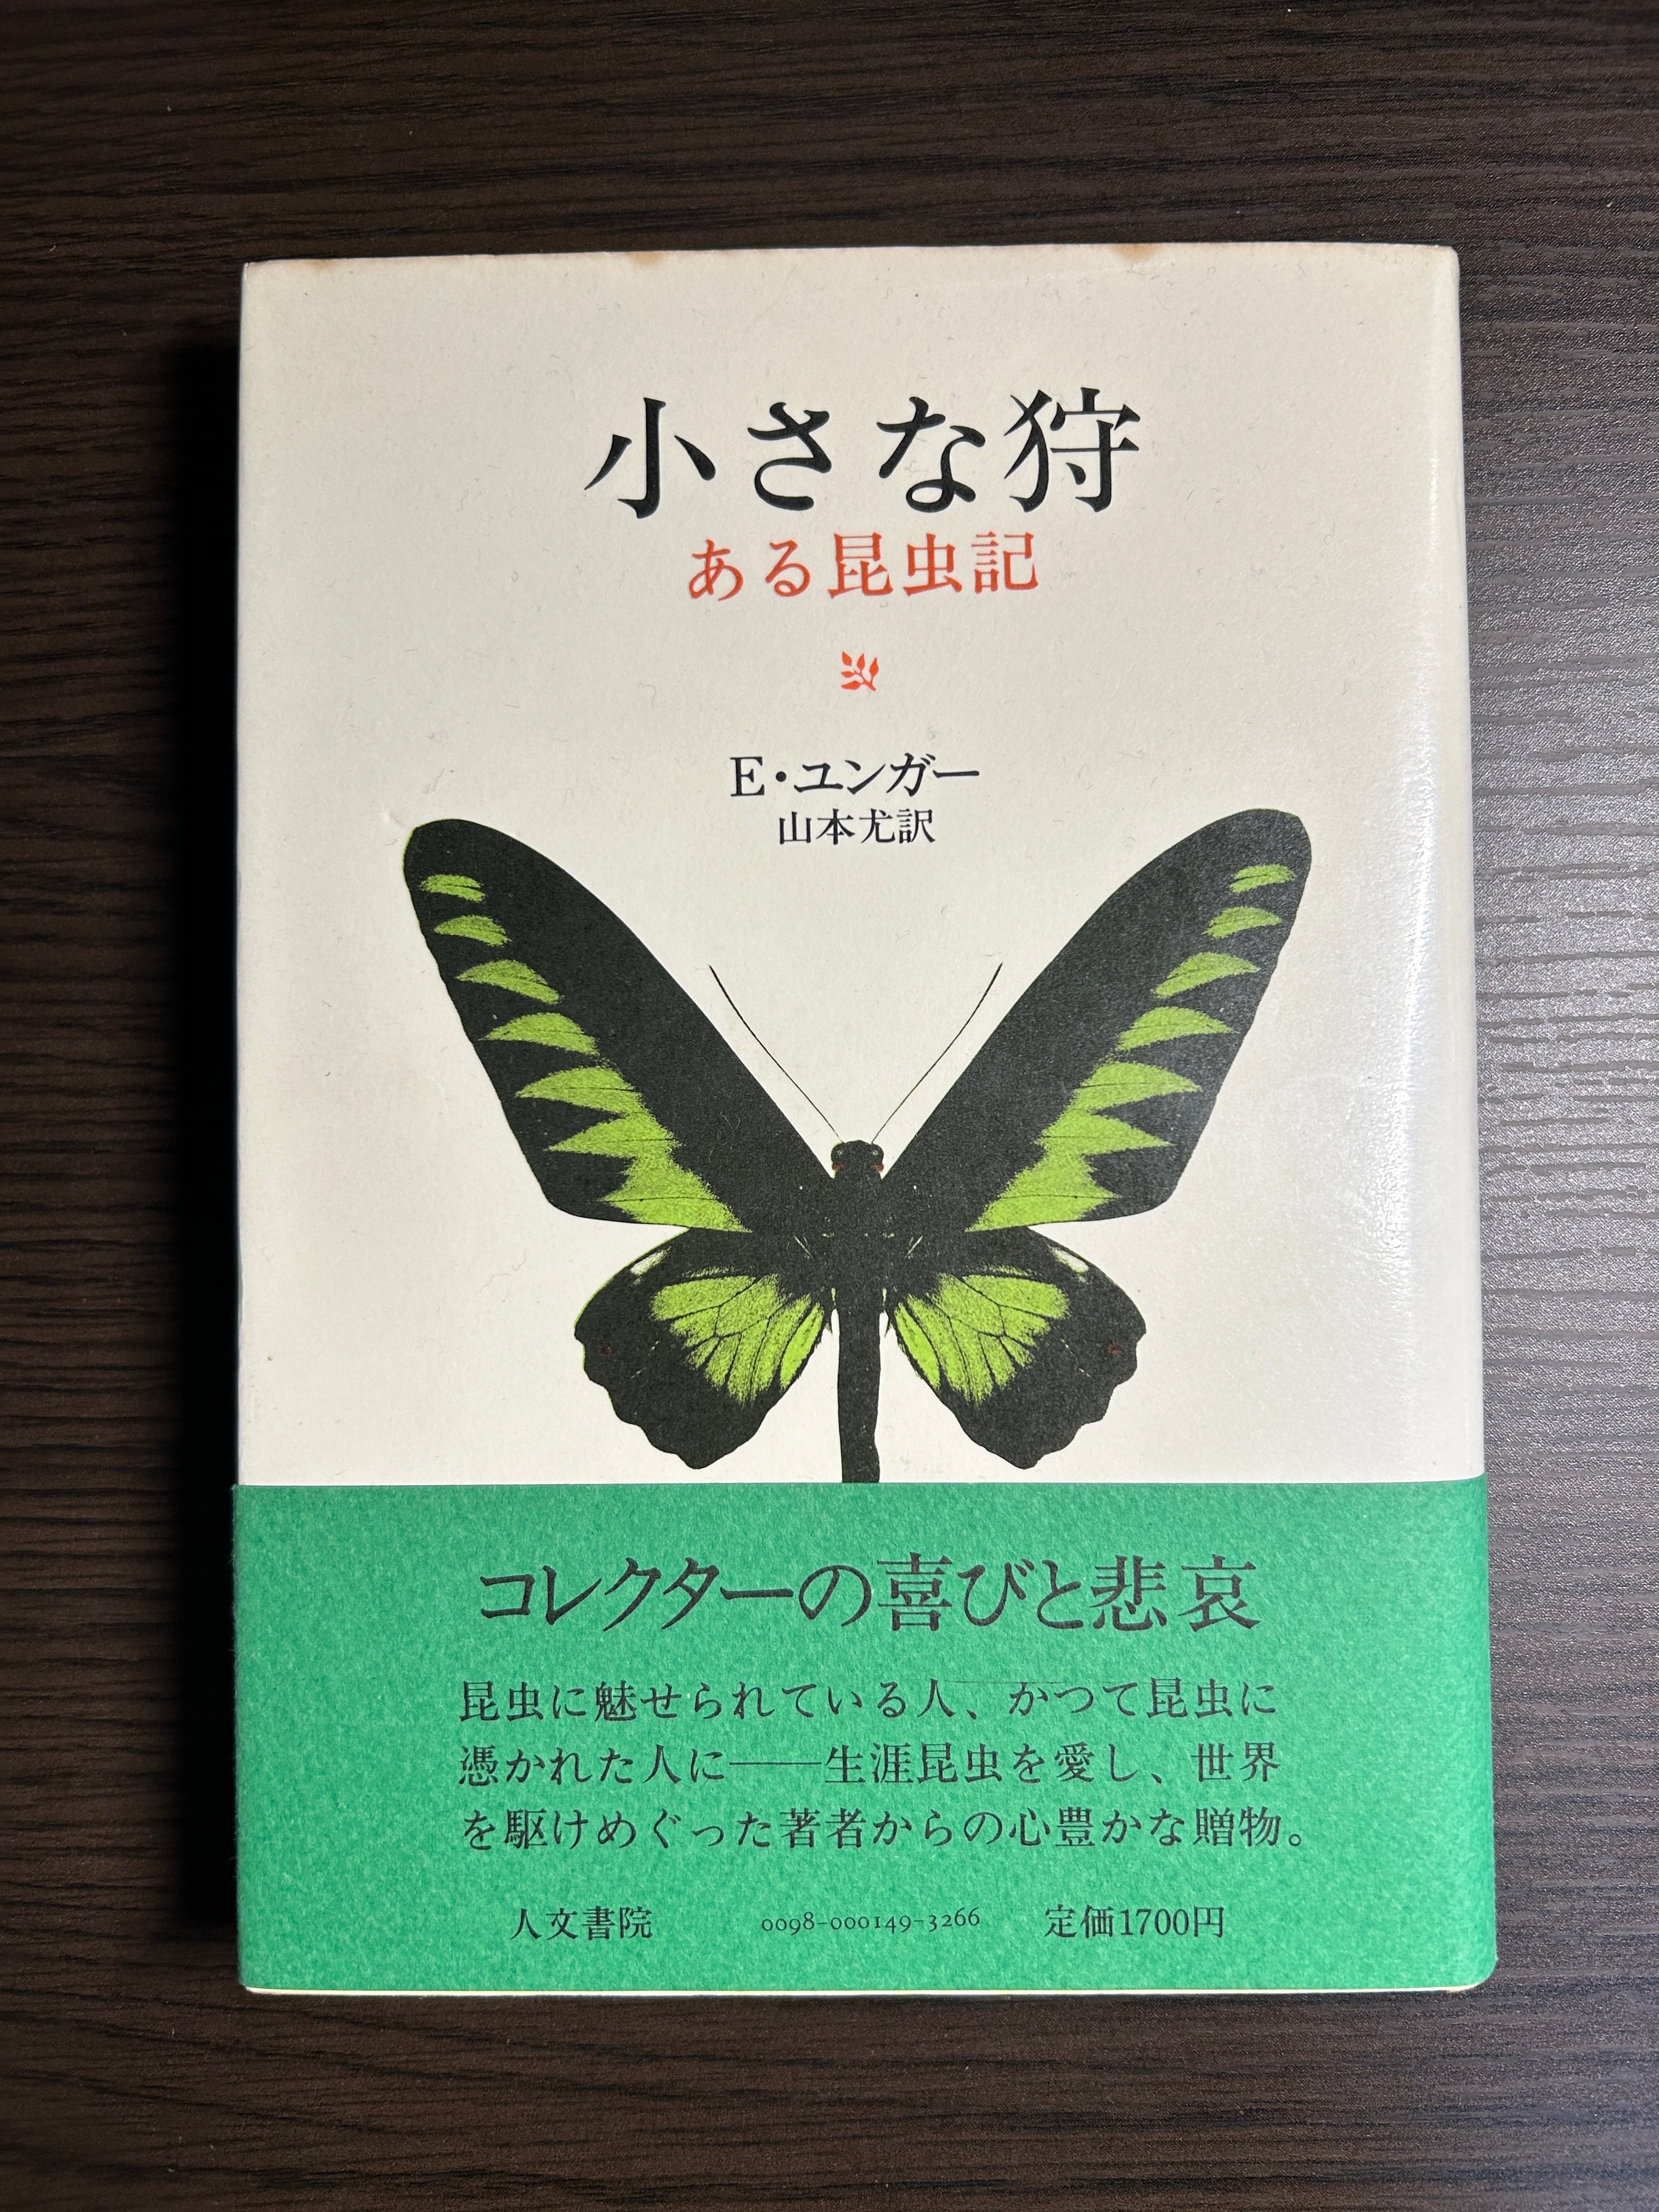 小さな狩
ある昆虫記
E・ユンガー
山本尤訳
コレクターの喜びと悲哀
昆虫に魅せられている人、かつて昆虫に
憑かれた人に――生涯昆虫を愛し、世界
を駆けめぐった著者からの心豊かな贈物。
人文書院 0098-000149-3266 定価1700円